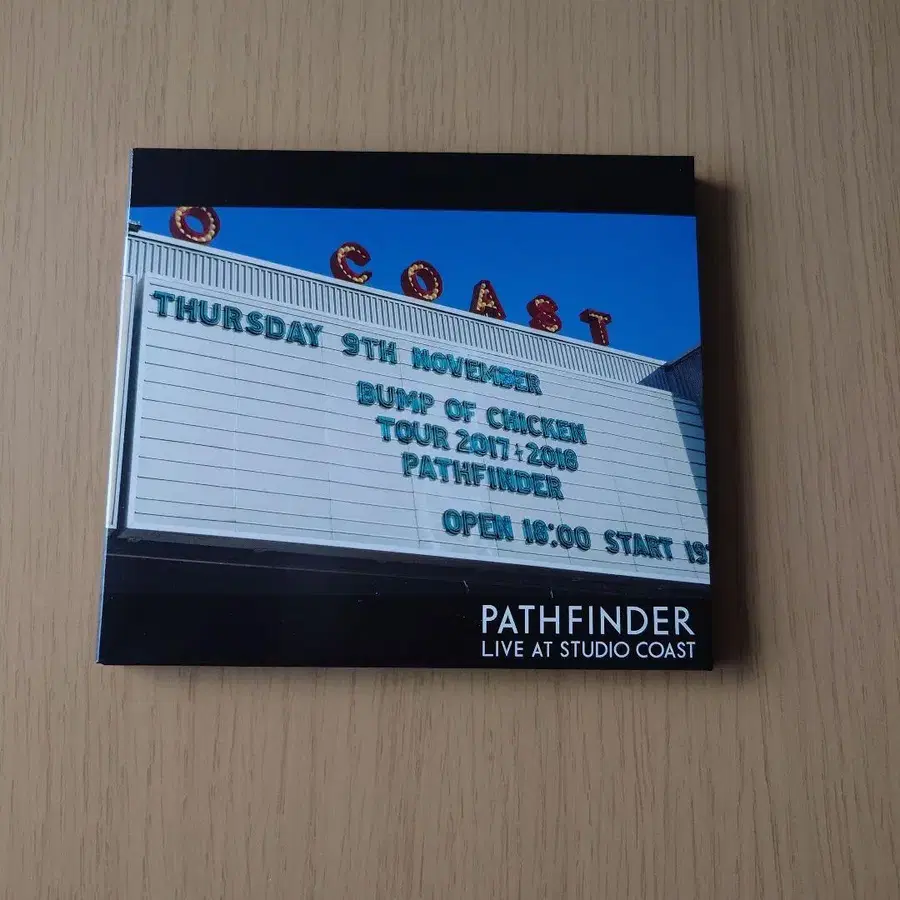 O COAST
THURSDAY 9TH NOVEMBER
BUMP OF CHICKEN
TOUR 2017-2018
PATHFINDER
OPEN 18:00 START 19
PATHFINDER
LIVE AT STUDIO COAST